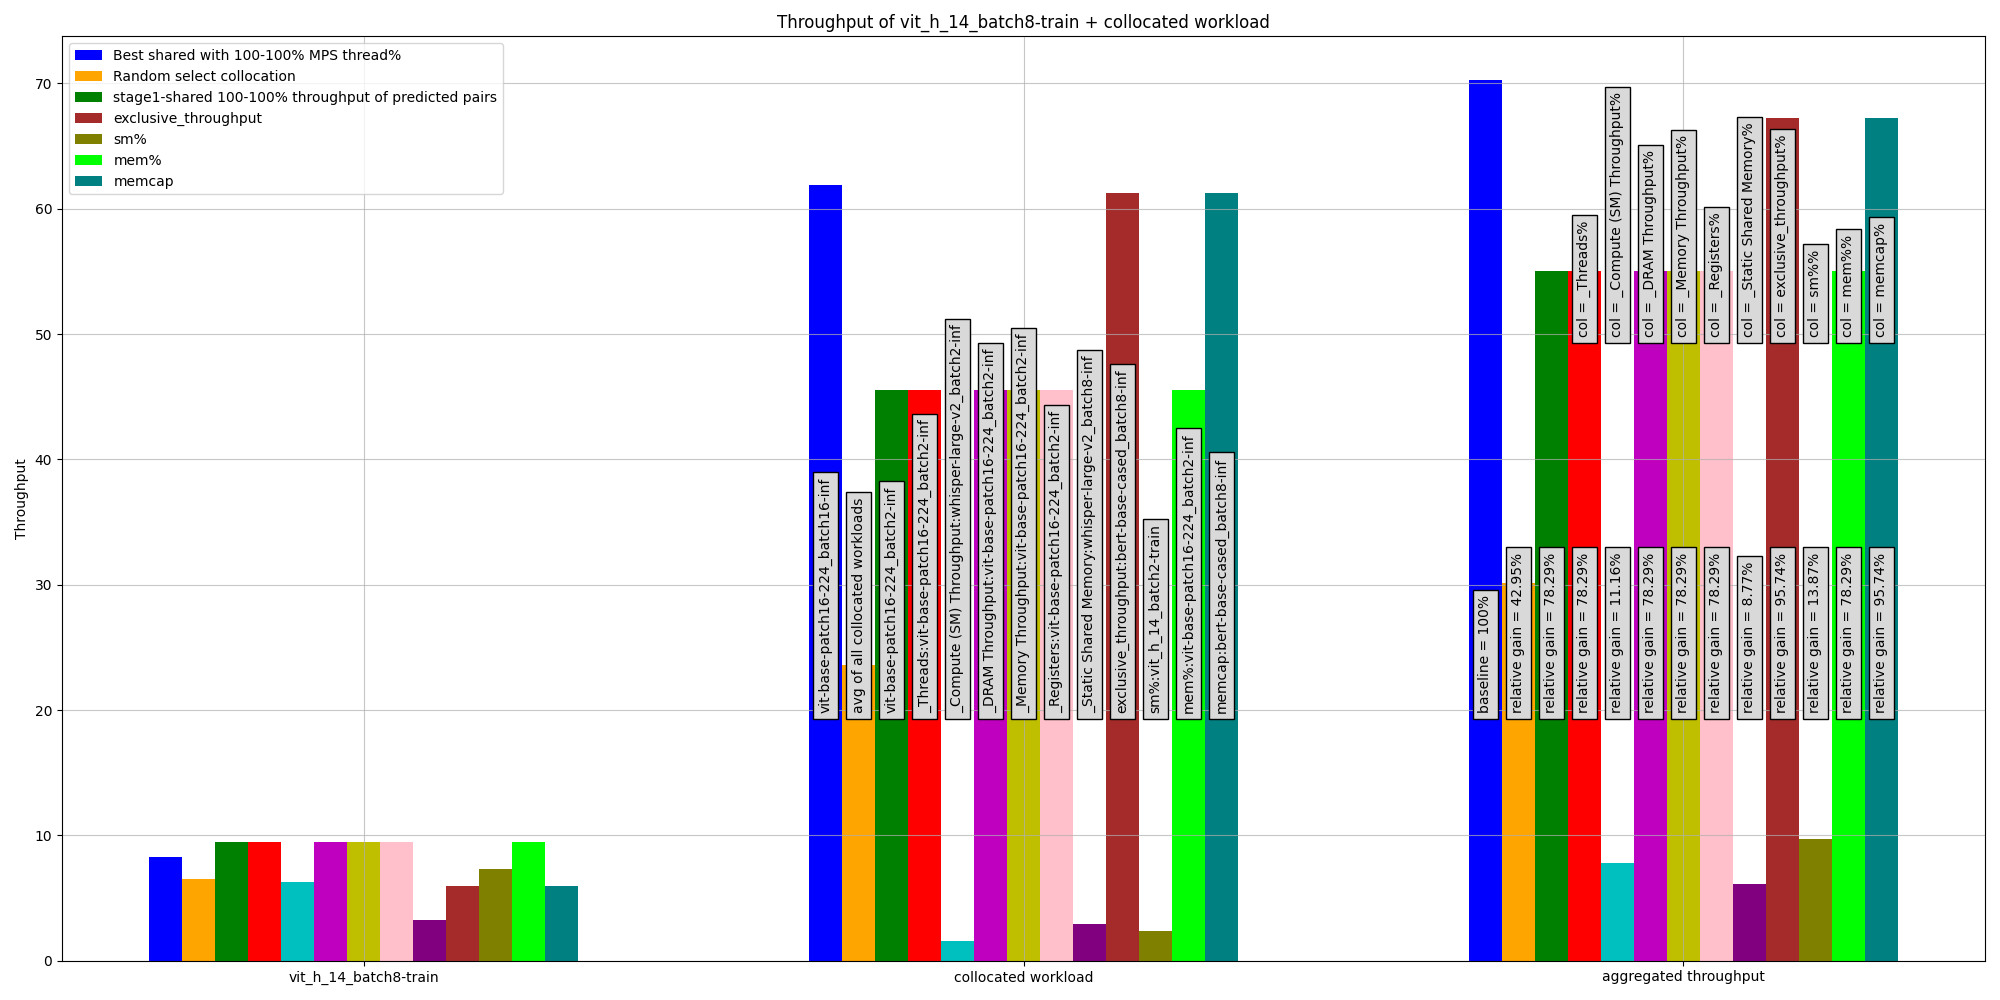 Throughput of vit_h_14_batch8-train + collocated workload
Best shared with 100-100% MPS thread%
Random select collocation
stage1-shared 100-100% throughput of predicted pairs
exclusive_throughput
sm%
mem%
memcap
Throughput
70
60
50
40
30
20
10
0
vit-base-patch16-224_batch16-inf
avg of all collocated workloads
vit-base-patch16-224_batch2-inf
_Threads:vit-base-patch16-224_batch2-inf
_Compute (SM) Throughput:whisper-large-v2_batch2-inf
_DRAM Throughput:vit-base-patch16-224_batch2-inf
_Memory Throughput:vit-base-patch16-224_batch2-inf
_Registers:vit-base-patch16-224_batch2-inf
_Static Shared Memory:whisper-large-v2_batch8-inf
exclusive_throughput:bert-base-cased_batch8-inf
sm%:vit_h_14_batch2-train
mem%:vit-base-patch16-224_batch2-inf
memcap:bert-base-cased_batch8-inf
col = _Threads%
col = _Compute (SM) Throughput%
col = _DRAM Throughput%
col = _Memory Throughput%
col = _Registers%
col = _Static Shared Memory%
col = exclusive_throughput%
col = sm%%
col = mem%%
col = memcap%
baseline = 100%
relative gain = 42.95%
relative gain = 78.29%
relative gain = 78.29%
relative gain = 11.16%
relative gain = 78.29%
relative gain = 78.29%
relative gain = 78.29%
relative gain = 8.77%
relative gain = 95.74%
relative gain = 13.87%
relative gain = 78.29%
relative gain = 95.74%
vit_h_14_batch8-train
collocated workload
aggregated throughput